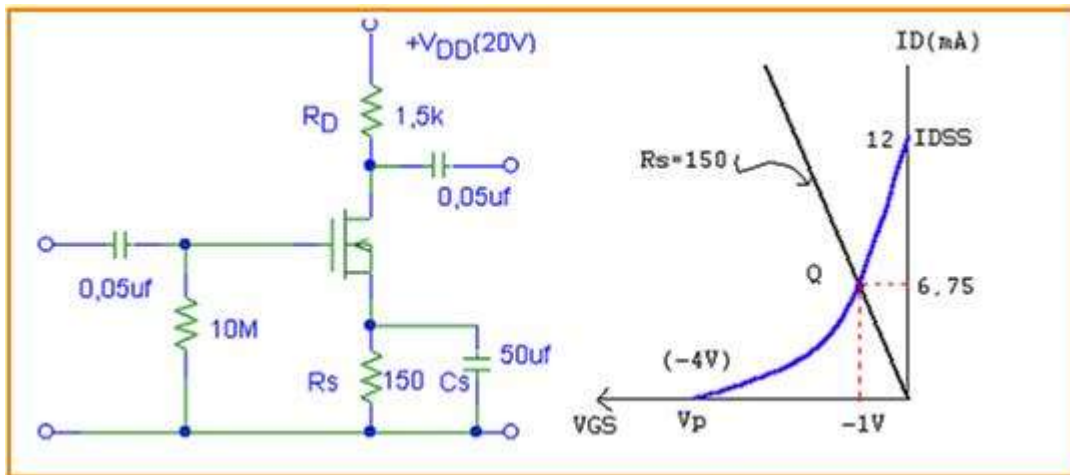 +VDD(20V)
RD
1,5k
0,05uf
0,05uf
10M
Rs
150
Cs
50uf
ID(mA)
12
IDSS
Rs=150
Q
6,75
(-4V)
VGS
Vp
-1V